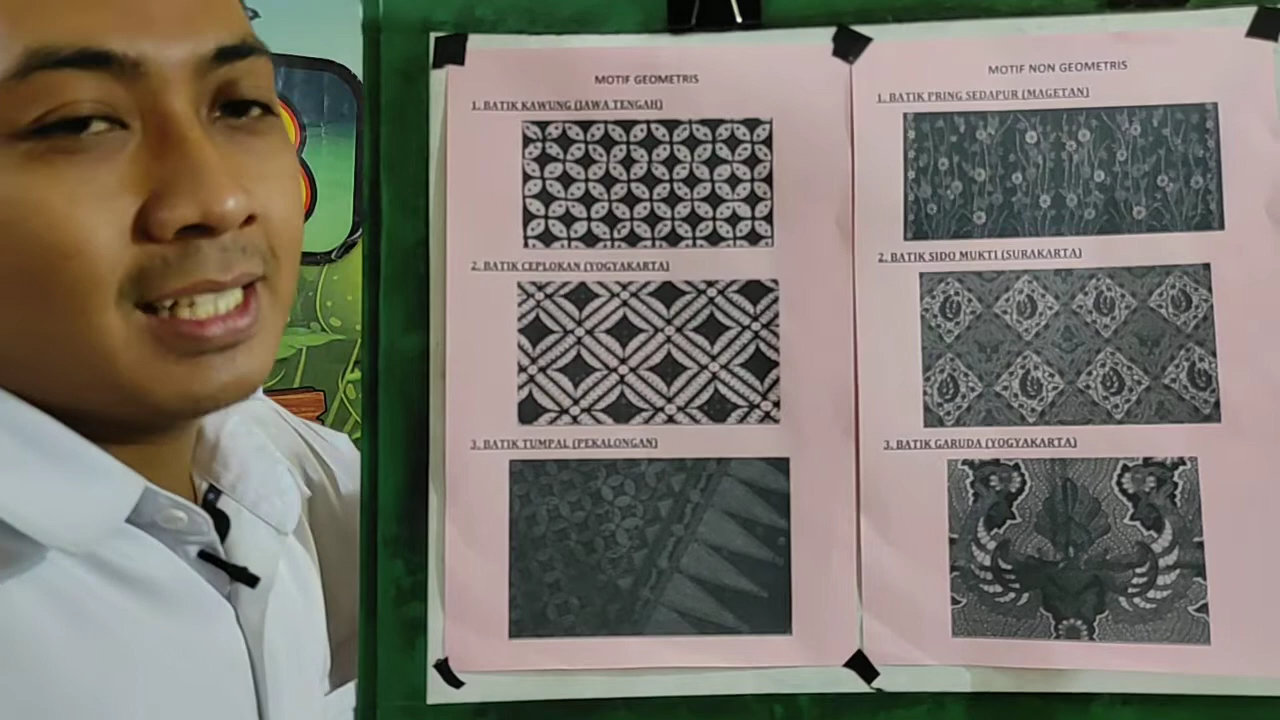 MOTIF GEOMETRIS
1. BATIK KAWUNG (JAWA TENGAH)
2. BATIK CEPLOKAN (YOGYAKARTA)
3. BATIK TUMPAL (PEKALONGAN)
MOTIF NON GEOMETRIS
1. BATIK PRING SEDAPUR (MAGETAN)
2. BATIK SIDO MUKTI (SURAKARTA)
3. BATIK GARUDA (YOGYAKARTA)